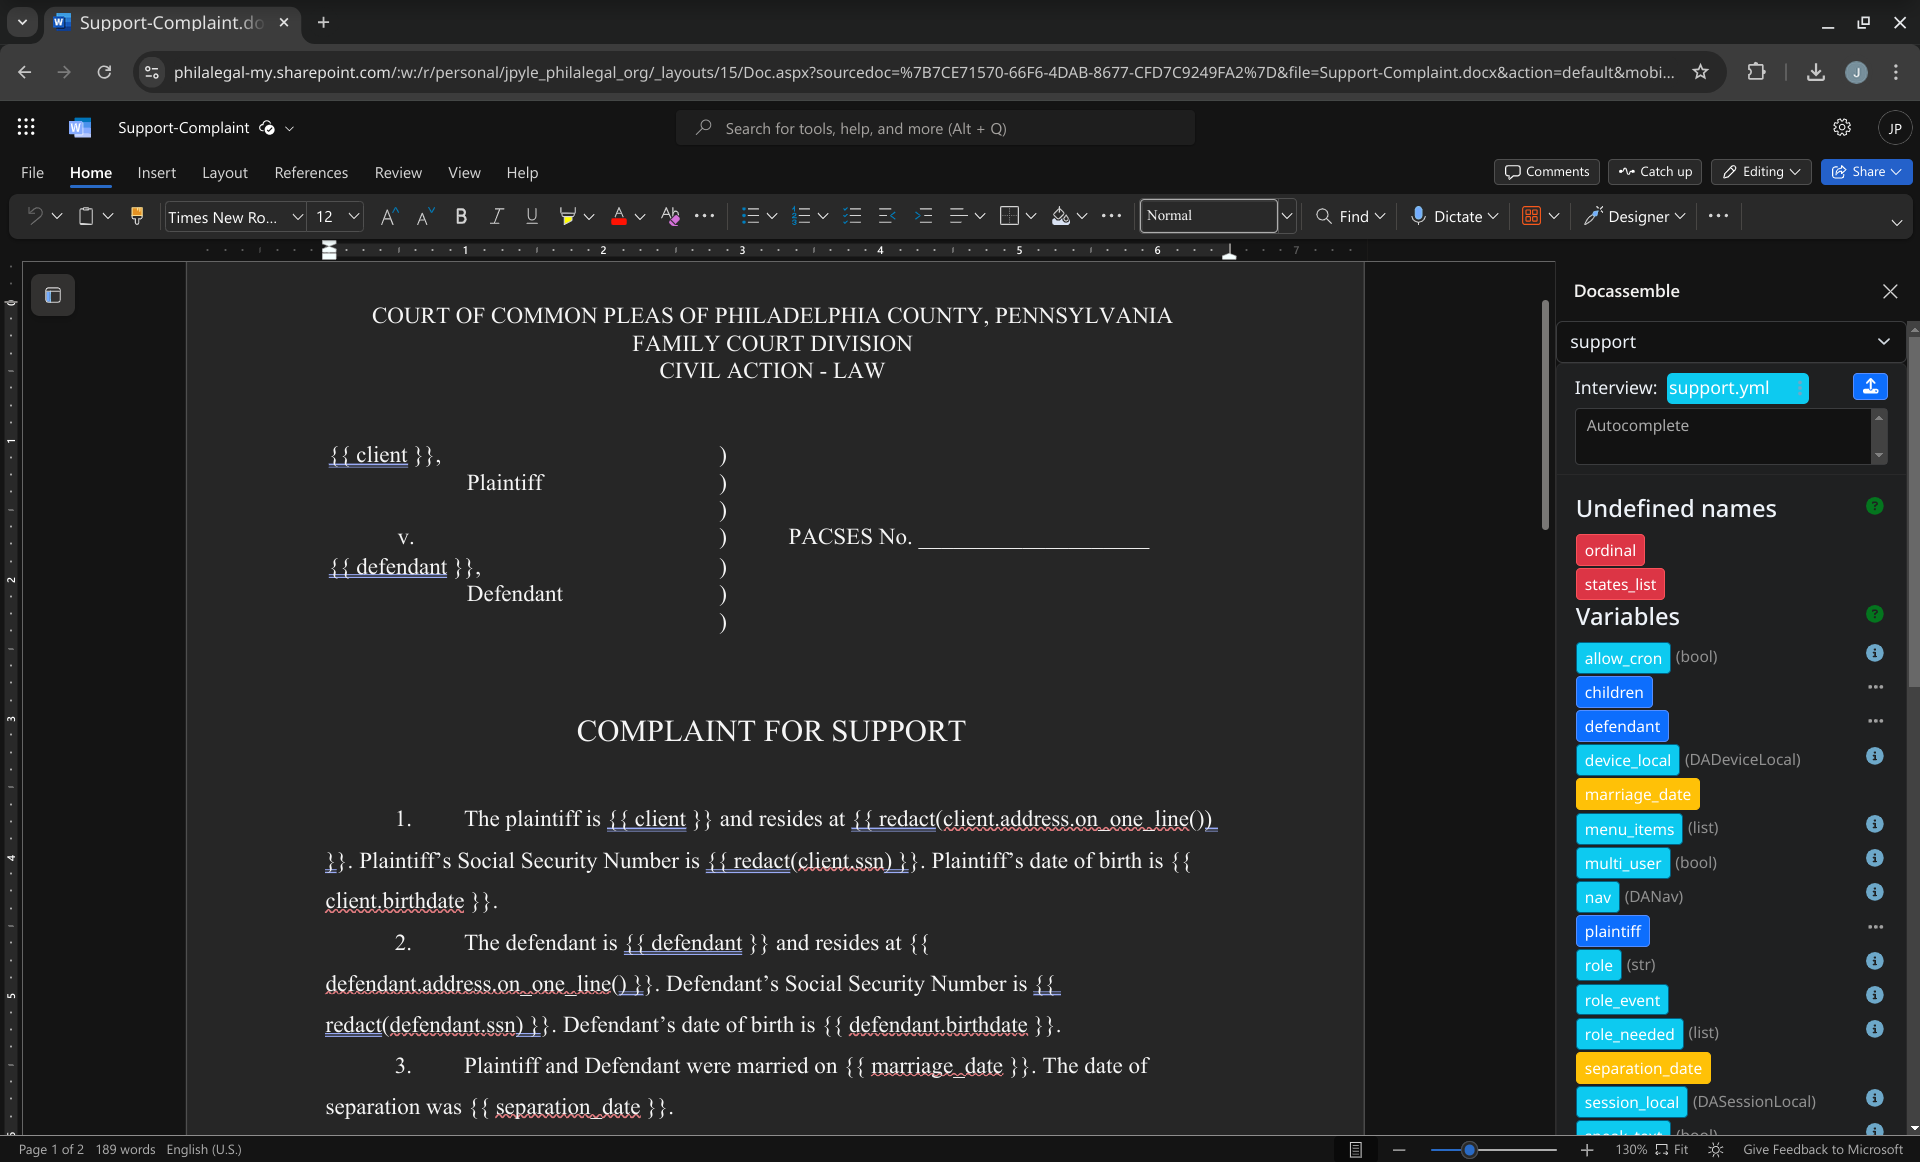 Support-Complaint.do
philalegal-my.sharepoint.com/:w:/r/personal/jpyle_philalegal_org/_layouts/15/Doc.aspx?sourcedoc=%7B7CE71570-66F6-4DAB-8677-CFD7C9249FA2%7D&file=Support-Complaint.docx&action=default&mobi...
J
Support-Complaint
Search for tools, help, and more (Alt + Q)
JP
File Home Insert Layout References Review View Help
Comments Catch up Editing Share
Times New Ro... 12 Normal Find Dictate Designer
1 2 3 4 5 6 7
COURT OF COMMON PLEAS OF PHILADELPHIA COUNTY, PENNSYLVANIA
FAMILY COURT DIVISION
CIVIL ACTION - LAW
{{ client }}, )
Plaintiff )
)
v. ) PACSES No. ____________________
{{ defendant }}, )
Defendant )
)
COMPLAINT FOR SUPPORT
1. The plaintiff is {{ client }} and resides at {{ redact(client.address.on_one_line())
}}. Plaintiff’s Social Security Number is {{ redact(client.ssn) }}. Plaintiff’s date of birth is {{
client.birthdate }}.
2. The defendant is {{ defendant }} and resides at {{
defendant.address.on_one_line() }}. Defendant’s Social Security Number is {{
redact(defendant.ssn) }}. Defendant’s date of birth is {{ defendant.birthdate }}.
3. Plaintiff and Defendant were married on {{ marriage_date }}. The date of
separation was {{ separation_date }}.
Docassemble
support
Interview: support.yml
Autocomplete
Undefined names
ordinal
states_list
Variables
allow_cron (bool)
children
defendant
device_local (DADeviceLocal)
marriage_date
menu_items (list)
multi_user (bool)
nav (DANav)
plaintiff
role (str)
role_event
role_needed (list)
separation_date
session_local (DASessionLocal)
Page 1 of 2 189 words English (U.S.)
130% Fit Give Feedback to Microsoft